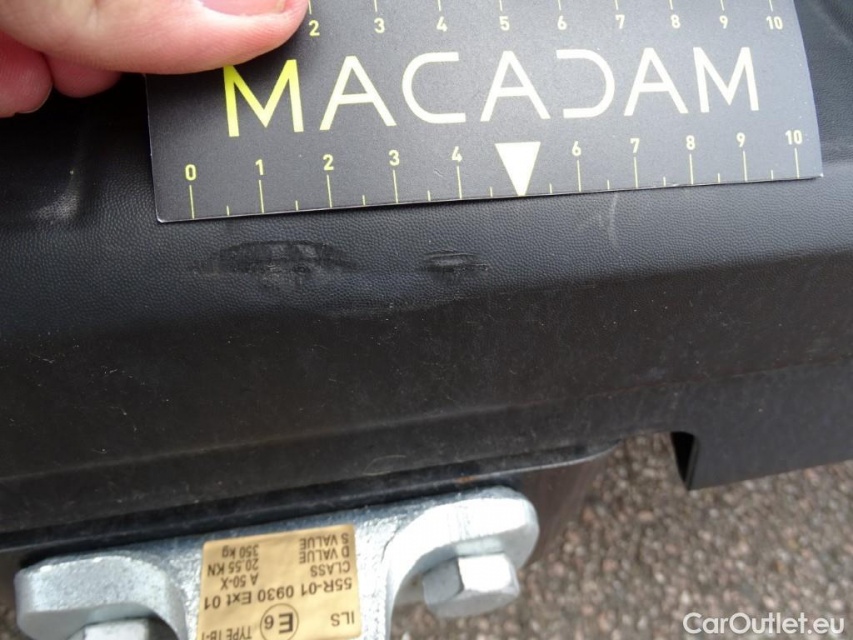 2 3 4 5 6 7 8 9 10
MACADAM
0 1 2 3 4 6 7 8 9 10
ILS
E6
55R-01 0930 Ext 01
CLASS A 50-X
D VALUE 20.55 KN
S VALUE 350 kg
CarOutlet.eu